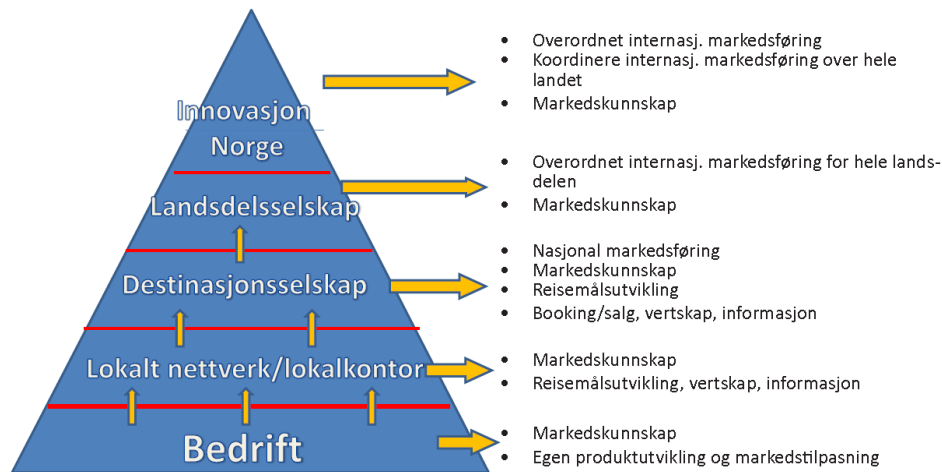 Innovasjon
Norge
• Overordnet internasj. markedsføring
• Koordinere internasj. markedsføring over hele
landet
• Markedskunnskap
Landsdelsselskap
• Overordnet internasj. markedsføring for hele lands-
delen
• Markedskunnskap
Destinasjonsselskap
• Nasjonal markedsføring
• Markedskunnskap
• Reisemålsutvikling
• Booking/salg, vertskap, informasjon
Lokalt nettverk/lokalkontor
• Markedskunnskap
• Reisemålsutvikling, vertskap, informasjon
Bedrift
• Markedskunnskap
• Egen produktutvikling og markedstilpasning